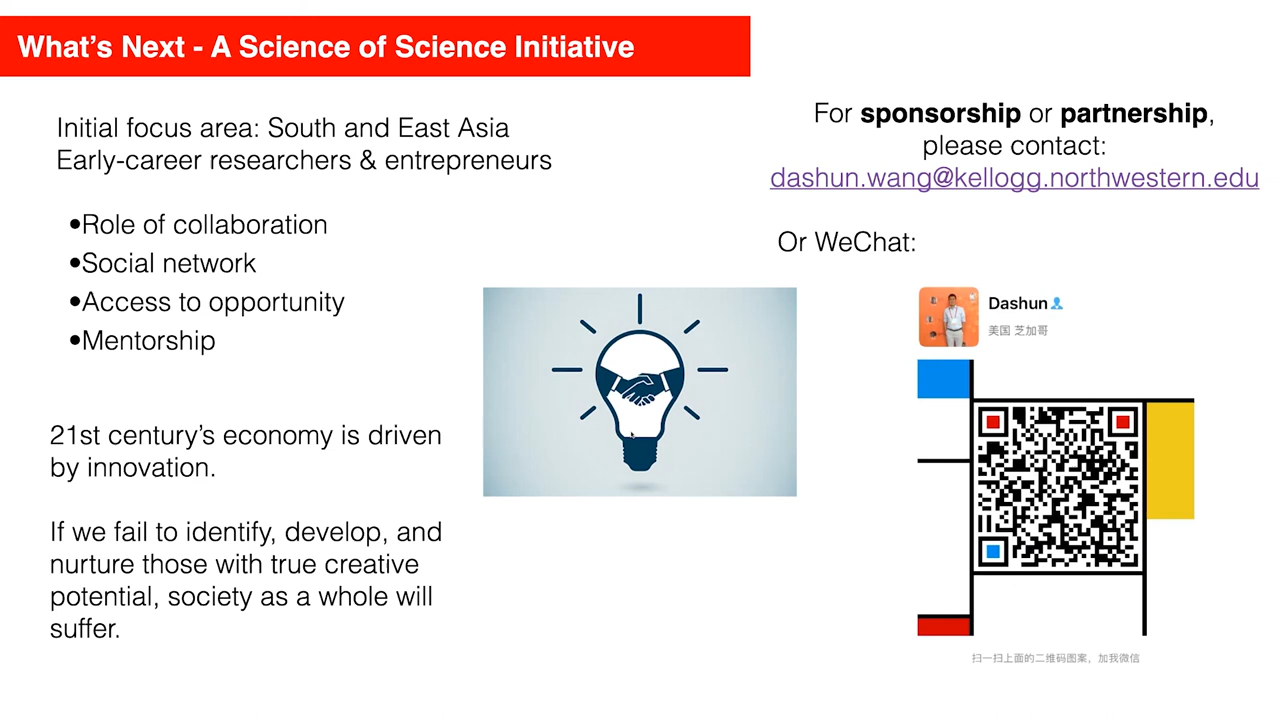 What's Next - A Science of Science Initiative
Initial focus area: South and East Asia
Early-career researchers & entrepreneurs
•Role of collaboration
•Social network
•Access to opportunity
•Mentorship
21st century's economy is driven
by innovation.
If we fail to identify, develop, and
nurture those with true creative
potential, society as a whole will
suffer.
For sponsorship or partnership,
please contact:
dashun.wang@kellogg.northwestern.edu
Or WeChat:
Dashun
美国 芝加哥
扫一扫上面的二维码图案，加我微信